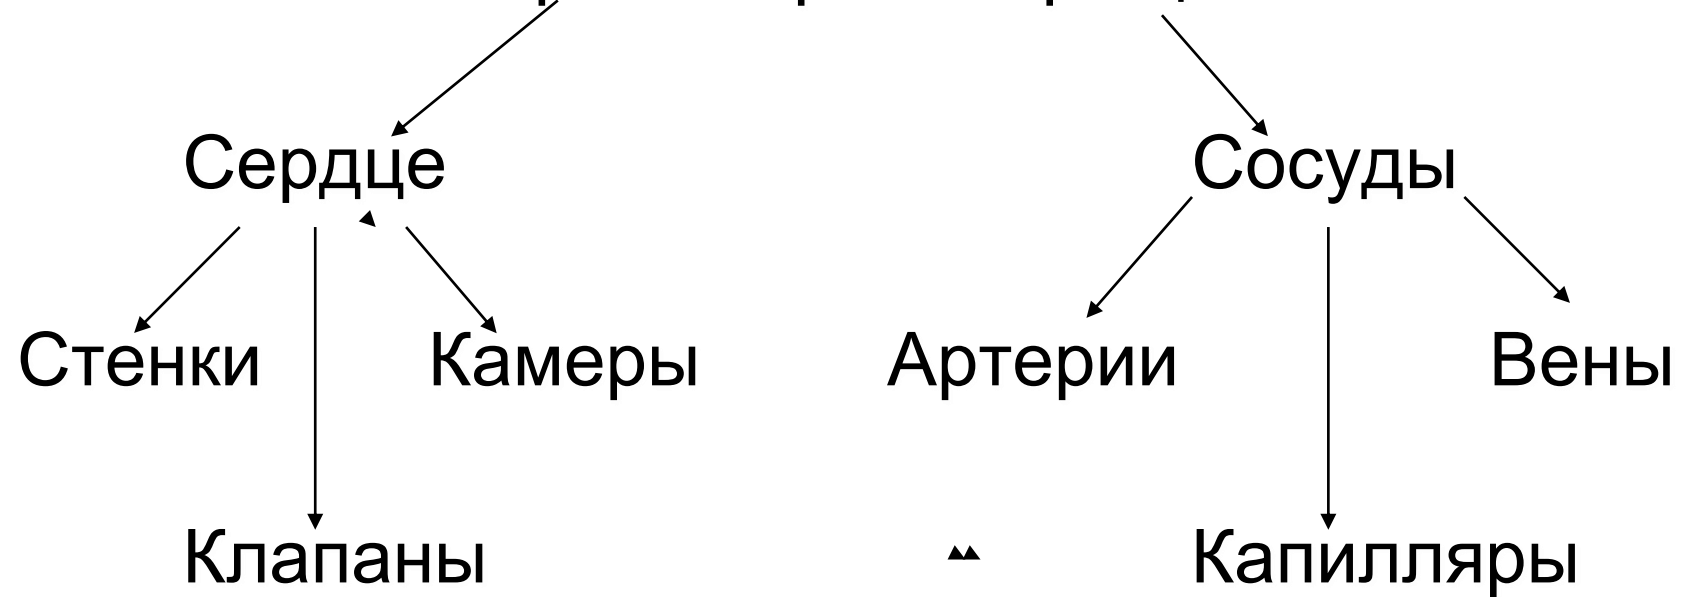 Сердце Сосуды
Стенки Камеры Артерии Вены
Клапаны Капилляры